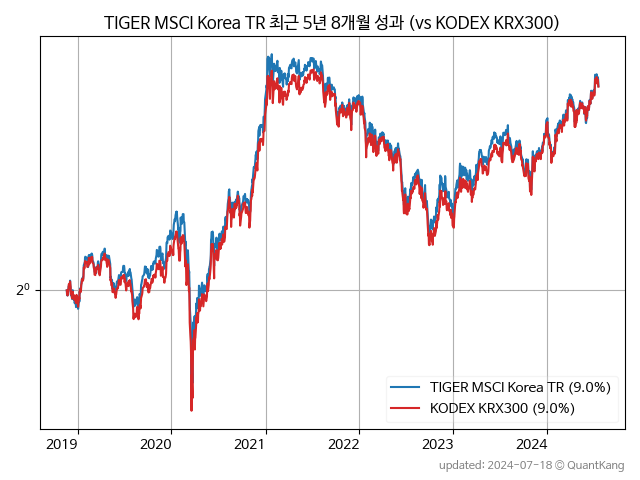 TIGER MSCI Korea TR 최근 5년 8개월 성과 (vs KODEX KRX300)
2⁰
TIGER MSCI Korea TR (9.0%)
KODEX KRX300 (9.0%)
2019 2020 2021 2022 2023 2024
updated: 2024-07-18 © QuantKang